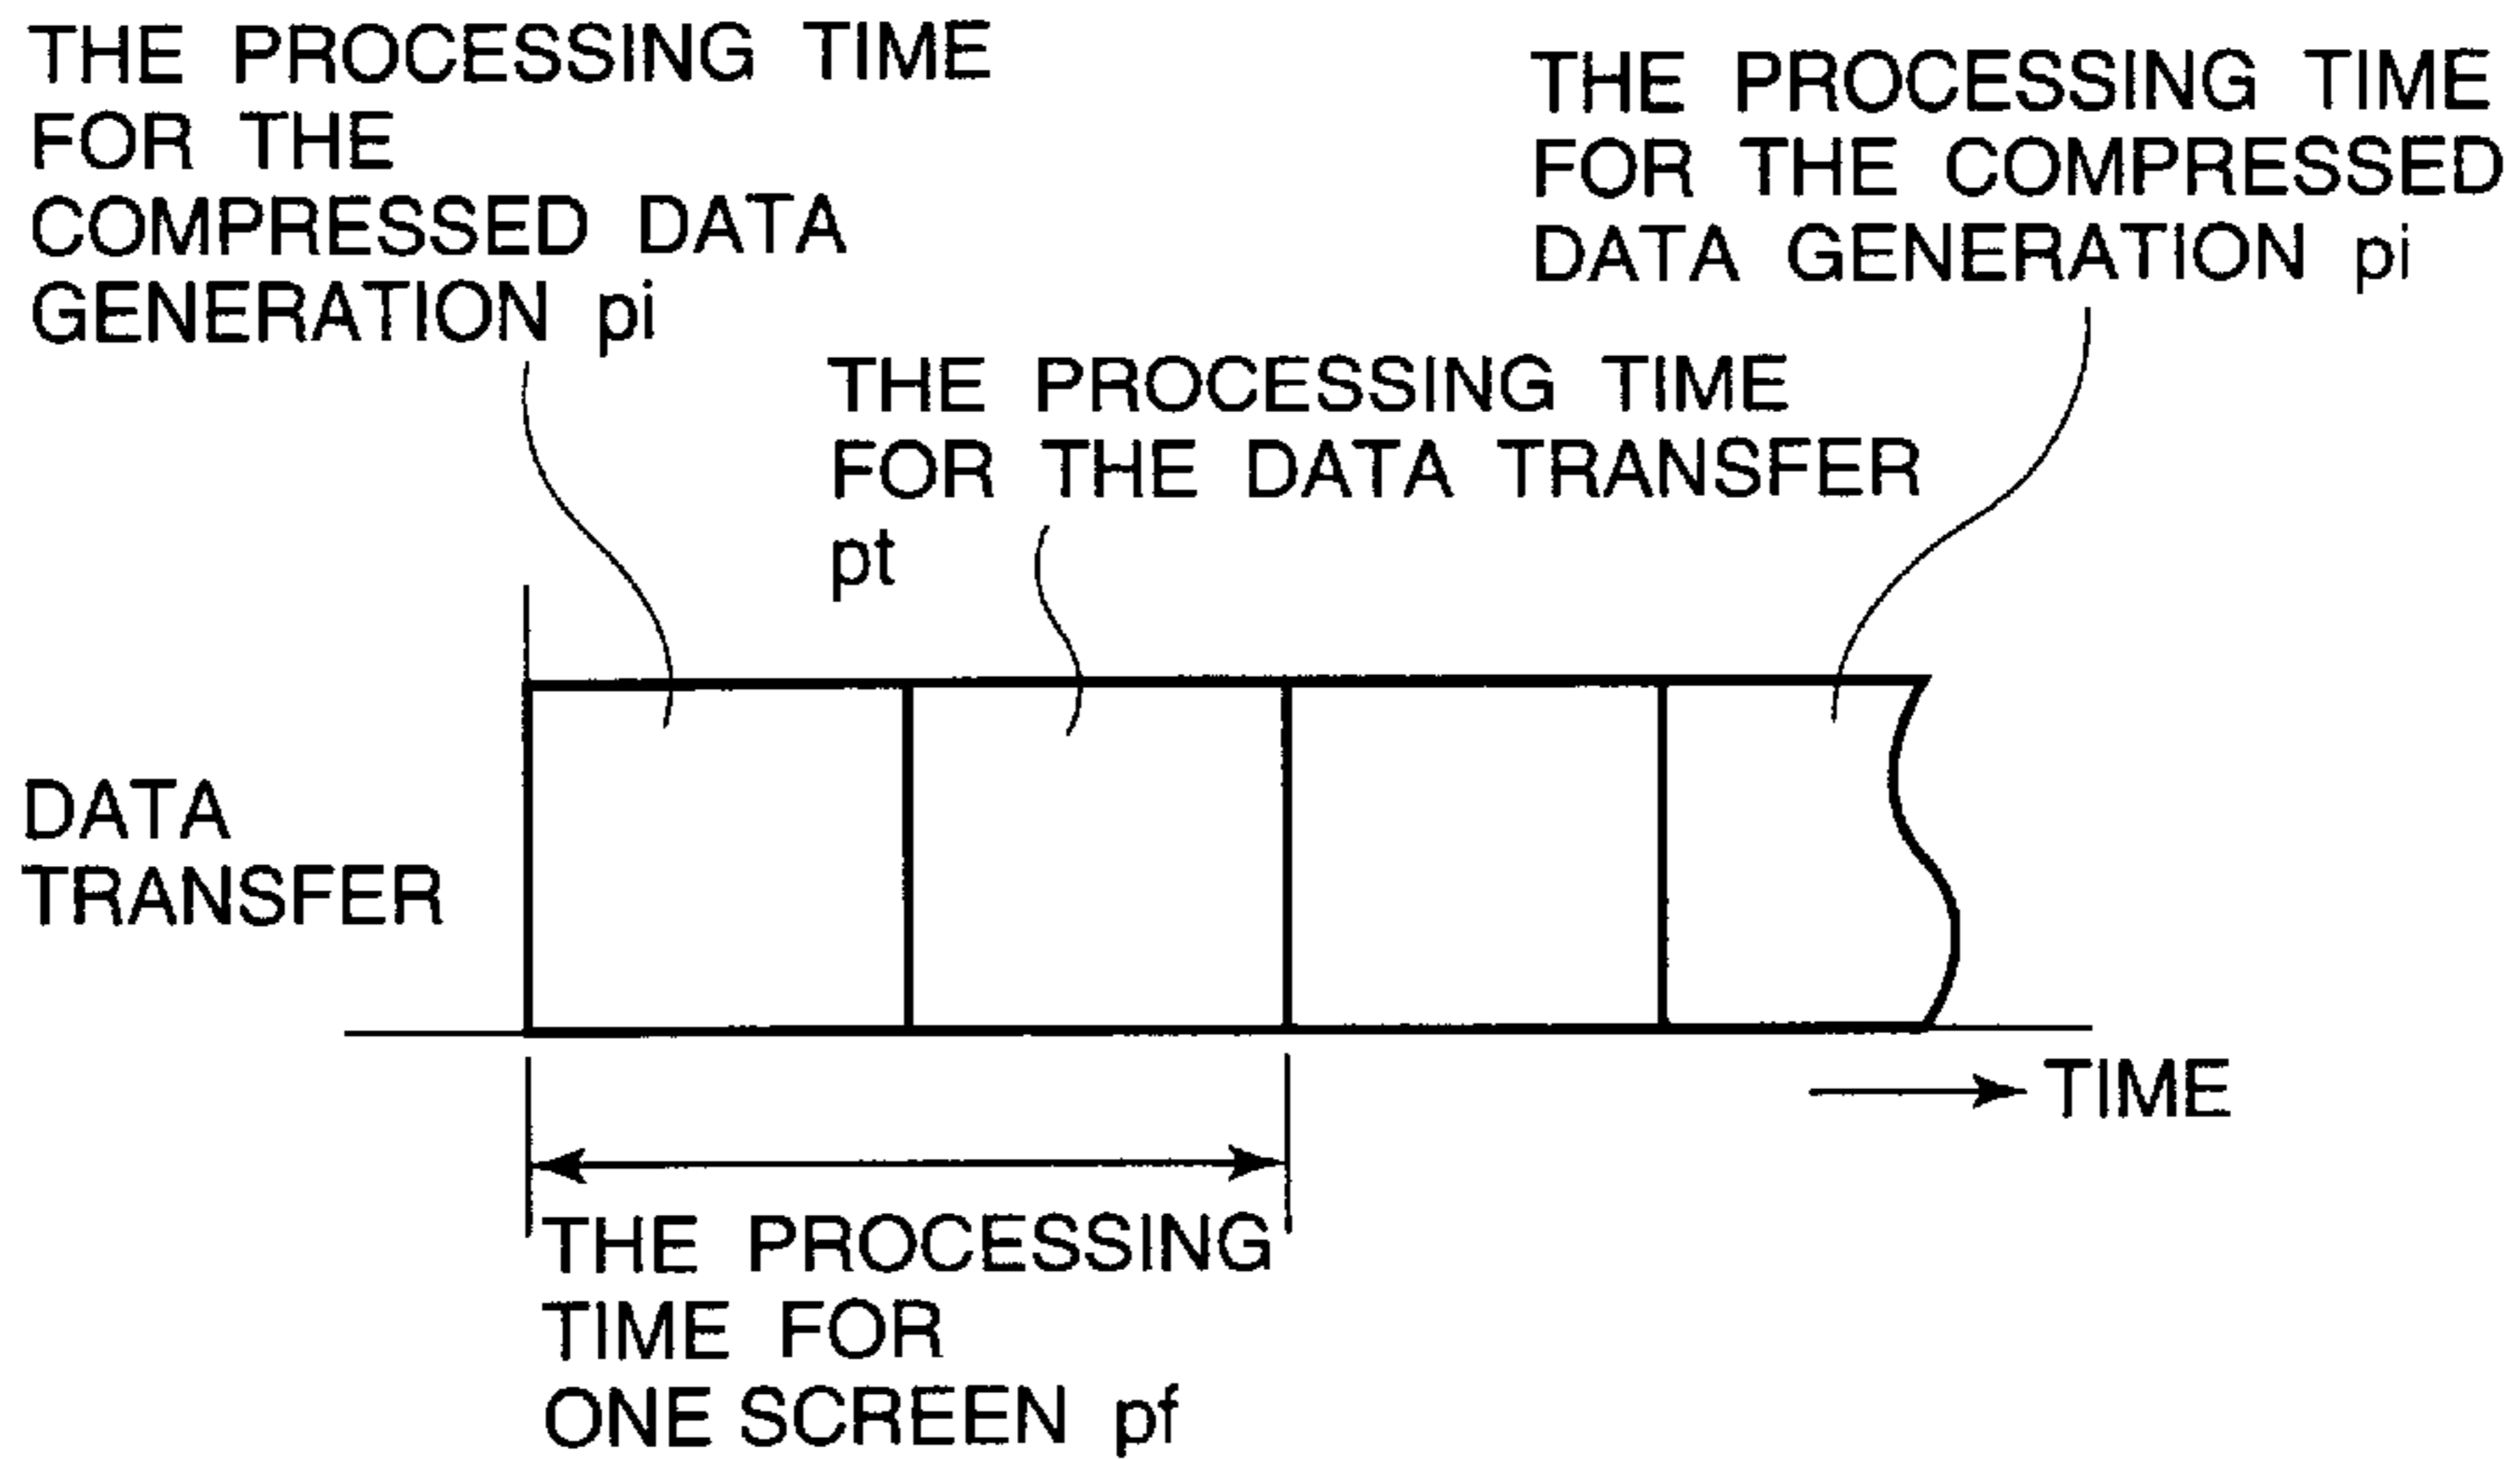 THE PROCESSING TIME
FOR THE
COMPRESSED DATA
GENERATION pi
THE PROCESSING TIME
FOR THE COMPRESSED
DATA GENERATION pi
THE PROCESSING TIME
FOR THE DATA TRANSFER
pt
DATA
TRANSFER
TIME
THE PROCESSING
TIME FOR
ONE SCREEN pf